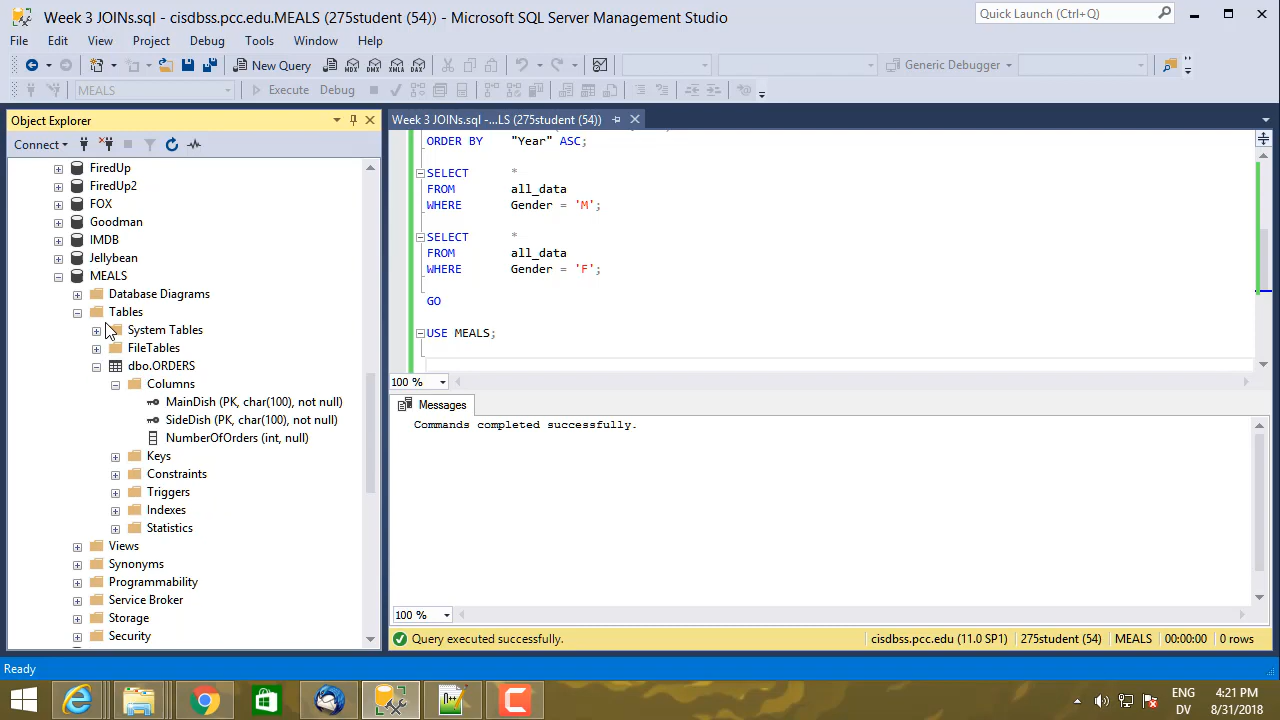 Week 3 JOINs.sql - cisdbss.pcc.edu.MEALS (275student (54)) - Microsoft SQL Server Management Studio
Quick Launch (Ctrl+Q)
File Edit View Project Debug Tools Window Help
New Query MDX DMX XMLA DAX Generic Debugger
MEALS Execute Debug
Object Explorer
Connect
FiredUp
FiredUp2
FOX
Goodman
IMDB
Jellybean
MEALS
Database Diagrams
Tables
System Tables
FileTables
dbo.ORDERS
Columns
MainDish (PK, char(100), not null)
SideDish (PK, char(100), not null)
NumberOfOrders (int, null)
Keys
Constraints
Triggers
Indexes
Statistics
Views
Synonyms
Programmability
Service Broker
Storage
Security
Week 3 JOINs.sql -...LS (275student (54))
ORDER BY "Year" ASC;
SELECT *
FROM all_data
WHERE Gender = 'M';
SELECT *
FROM all_data
WHERE Gender = 'F';
GO
USE MEALS;
100 %
Messages
Commands completed successfully.
100 %
Query executed successfully. cisdbss.pcc.edu (11.0 SP1) 275student (54) MEALS 00:00:00 0 rows
Ready
ENG 4:21 PM
DV 8/31/2018